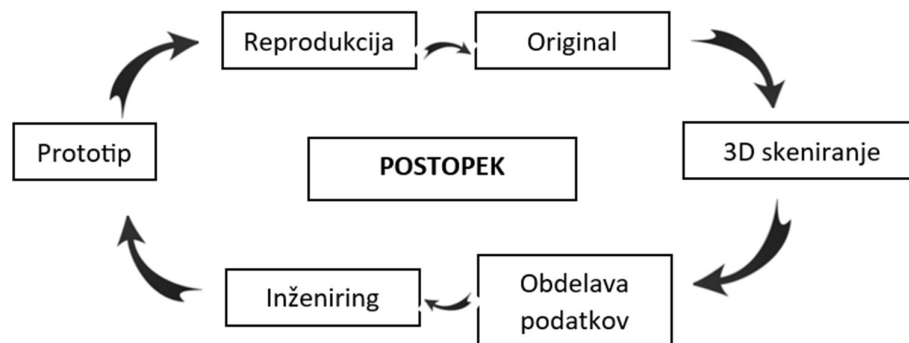 Reprodukcija
Original
Prototip
3D skeniranje
POSTOPEK
Inženiring
Obdelava
podatkov